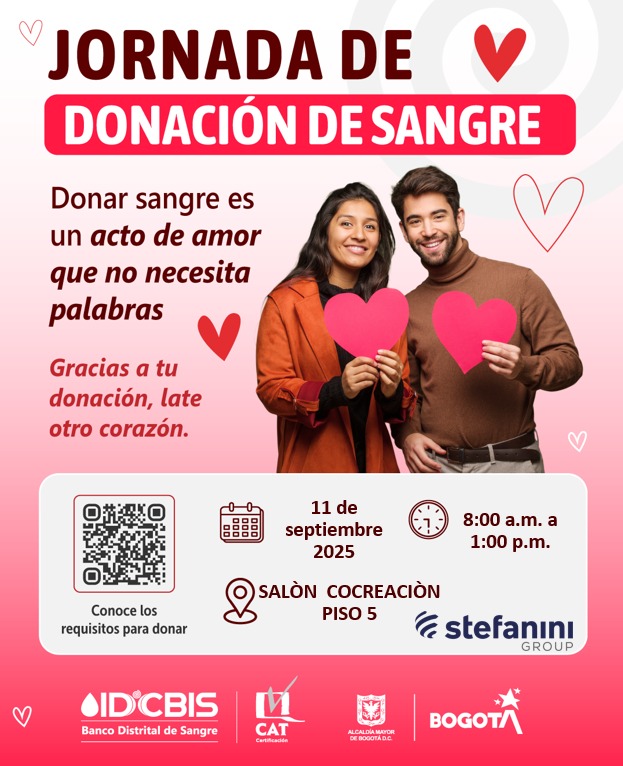 JORNADA DE
DONACIÓN DE SANGRE
Donar sangre es
un acto de amor
que no necesita
palabras
Gracias a tu
donación, late
otro corazón.
Conoce los
requisitos para donar
11 de
septiembre
2025
8:00 a.m. a
1:00 p.m.
SALÒN COCREACIÒN
PISO 5
stefanini
GROUP
IDCBIS
Banco Distrital de Sangre
CAT
Certificación
ALCALDÍA MAYOR
DE BOGOTÁ D.C.
BOGOTÁ